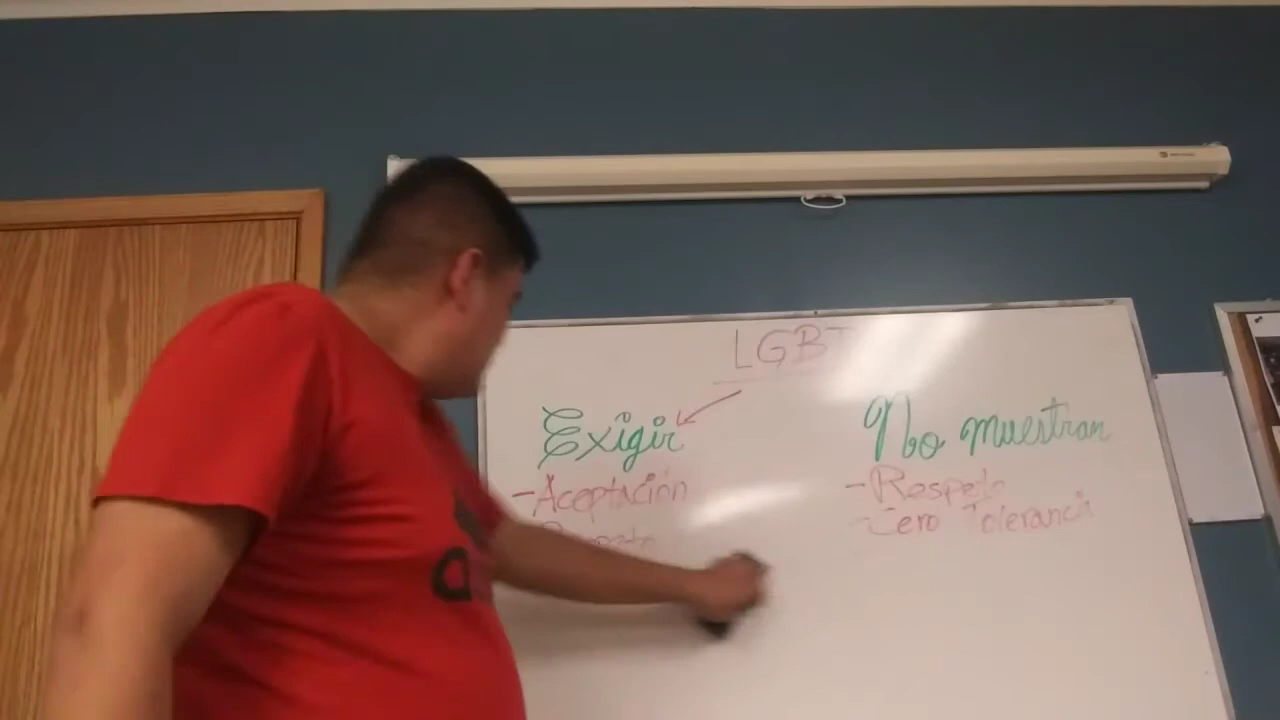 LGBT
Exigir
-Aceptación
No muestran
-Respeto
-Cero Tolerancia